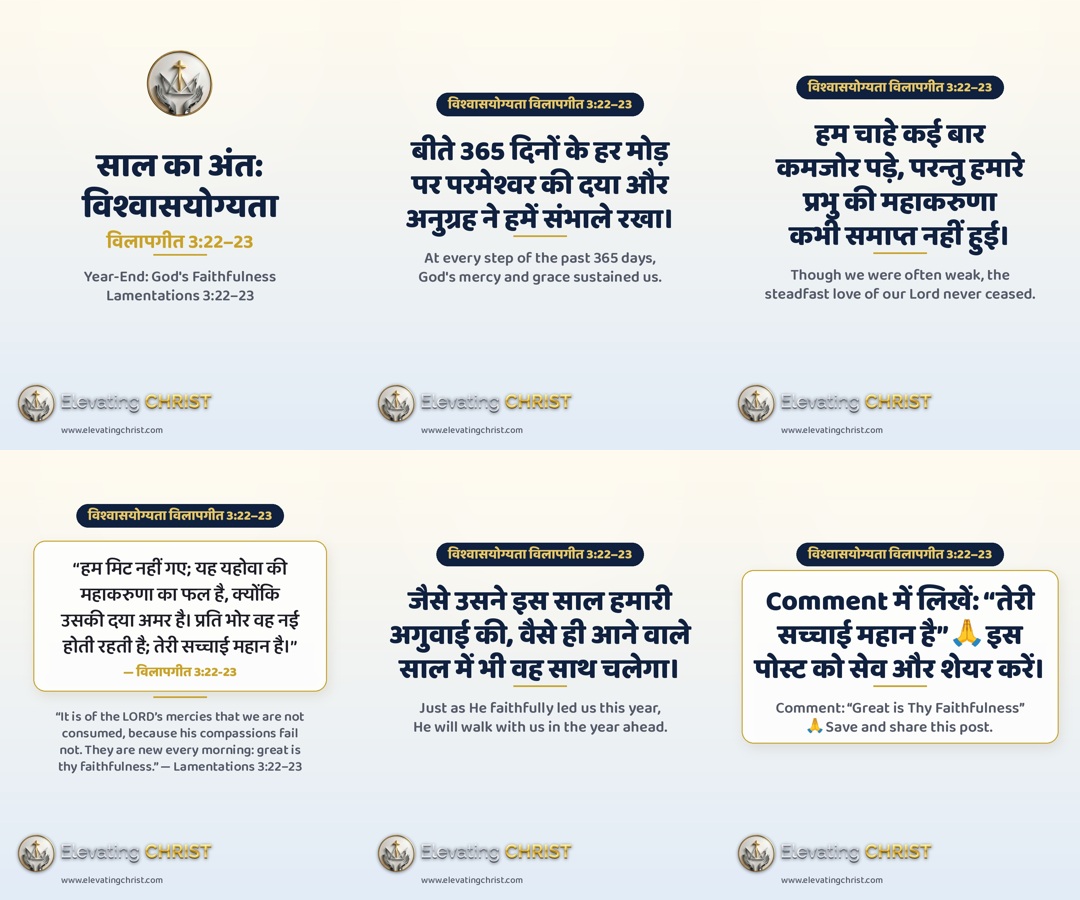 साल का अंत:
विश्वासयोग्यता
विलापगीत 3:22–23
Year-End: God's Faithfulness
Lamentations 3:22–23
Elevating CHRIST
www.elevatingchrist.com
विश्वासयोग्यता विलापगीत 3:22–23
बीते 365 दिनों के हर मोड़
पर परमेश्वर की दया और
अनुग्रह ने हमें संभाले रखा।
At every step of the past 365 days,
God's mercy and grace sustained us.
Elevating CHRIST
www.elevatingchrist.com
विश्वासयोग्यता विलापगीत 3:22–23
हम चाहे कई बार
कमजोर पड़े, परन्तु हमारे
प्रभु की महाकरुणा
कभी समाप्त नहीं हुई।
Though we were often weak, the
steadfast love of our Lord never ceased.
Elevating CHRIST
www.elevatingchrist.com
विश्वासयोग्यता विलापगीत 3:22–23
“हम मिट नहीं गए; यह यहोवा की
महाकरुणा का फल है, क्योंकि
उसकी दया अमर है। प्रति भोर वह नई
होती रहती है; तेरी सच्चाई महान है।”
— विलापगीत 3:22-23
“It is of the LORD’s mercies that we are not
consumed, because his compassions fail
not. They are new every morning: great is
thy faithfulness.” — Lamentations 3:22–23
Elevating CHRIST
www.elevatingchrist.com
विश्वासयोग्यता विलापगीत 3:22–23
जैसे उसने इस साल हमारी
अगुवाई की, वैसे ही आने वाले
साल में भी वह साथ चलेगा।
Just as He faithfully led us this year,
He will walk with us in the year ahead.
Elevating CHRIST
www.elevatingchrist.com
विश्वासयोग्यता विलापगीत 3:22–23
Comment में लिखें: “तेरी
सच्चाई महान है”🙏 इस
पोस्ट को सेव और शेयर करें।
Comment: “Great is Thy Faithfulness”
🙏 Save and share this post.
Elevating CHRIST
www.elevatingchrist.com